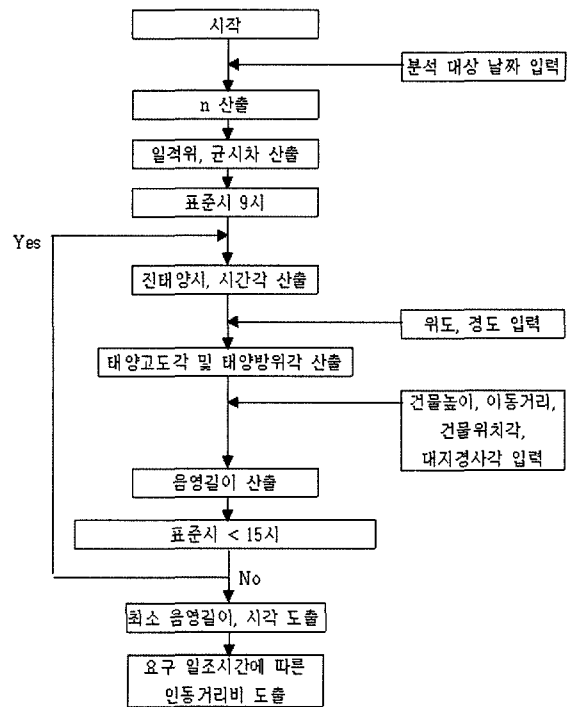 시작
분석 대상 날짜 입력
n 산출
일적위, 균시차 산출
표준시 9시
Yes
진태양시, 시간각 산출
위도, 경도 입력
태양고도각 및 태양방위각 산출
건물높이, 이동거리,
건물위치각,
대지경사각 입력
음영길이 산출
표준시 < 15시
No
최소 음영길이, 시각 도출
요구 일조시간에 따른
인동거리비 도출